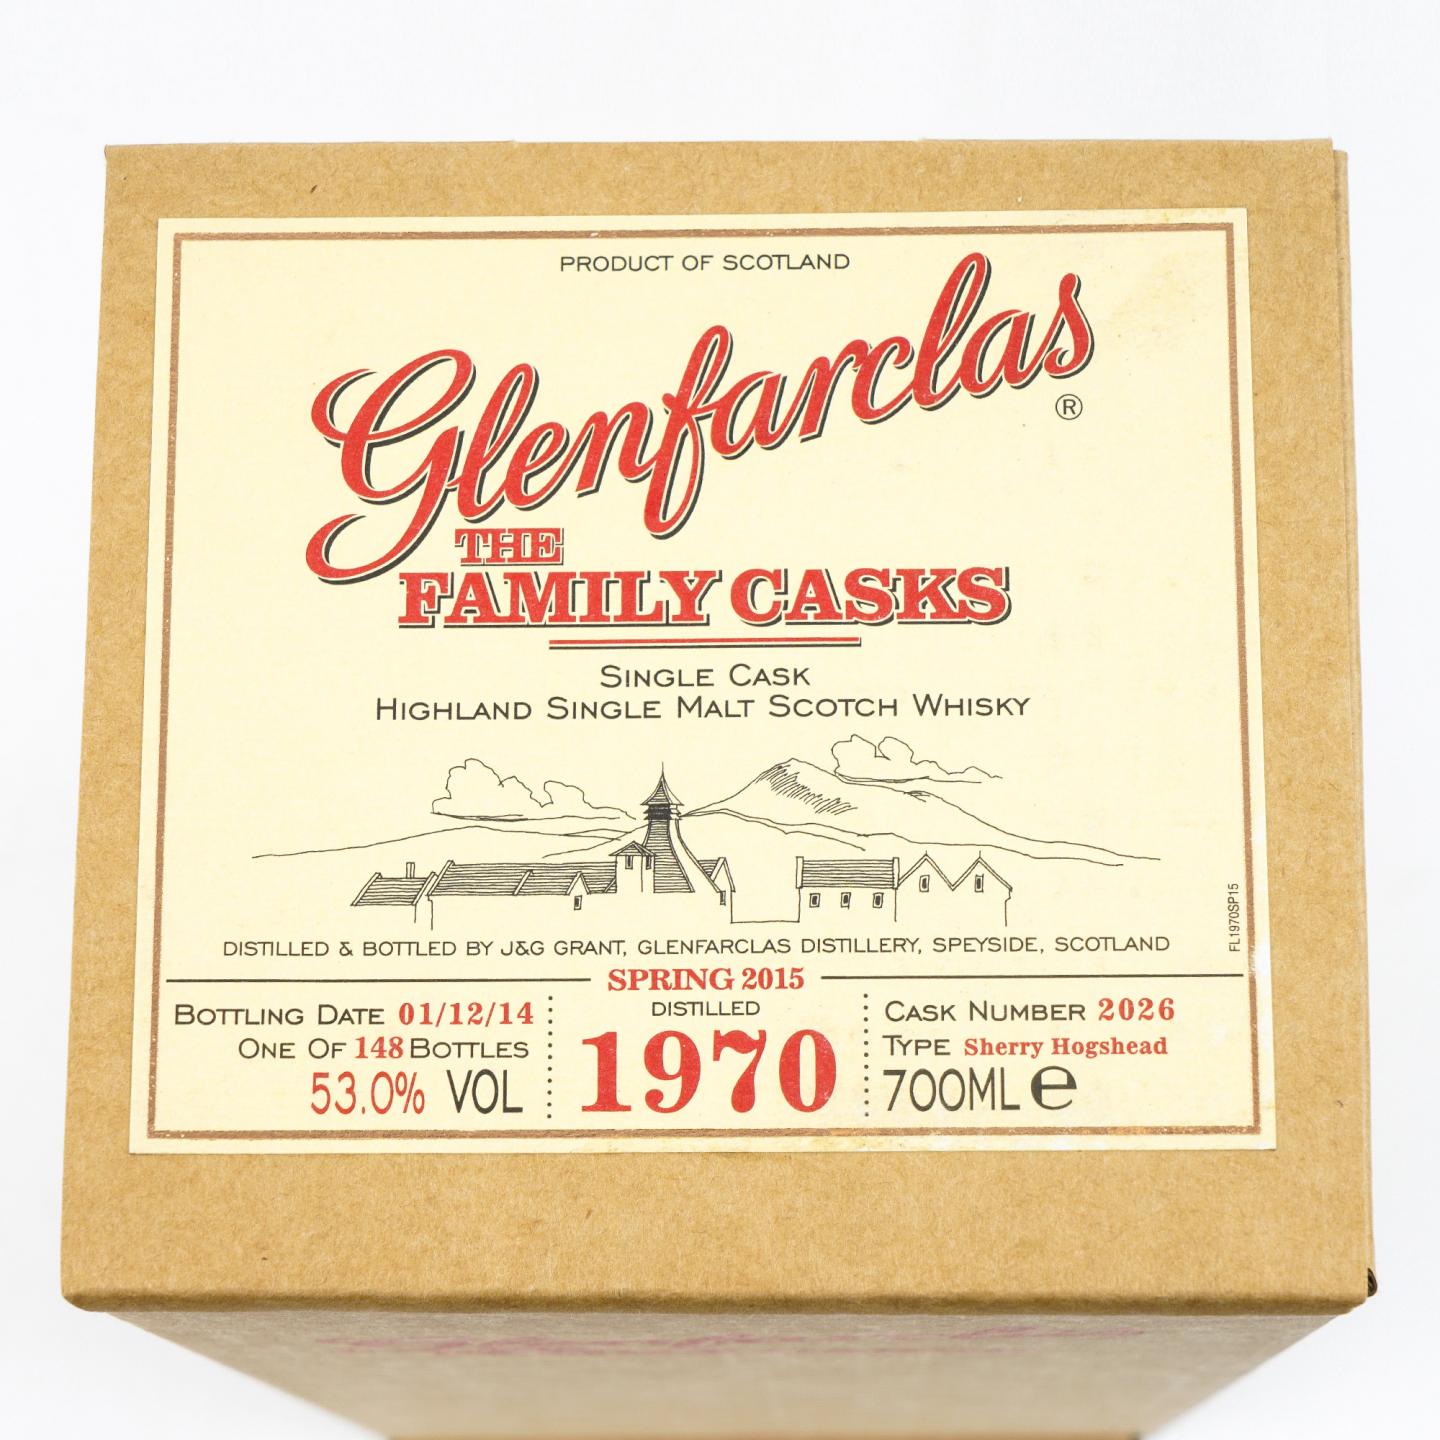 PRODUCT OF SCOTLAND
Glenfarclas ®
THE
FAMILY CASKS
SINGLE CASK
HIGHLAND SINGLE MALT SCOTCH WHISKY
FL1970SP15
DISTILLED & BOTTLED BY J&G GRANT, GLENFARCLAS DISTILLERY, SPEYSIDE, SCOTLAND
SPRING 2015
BOTTLING DATE 01/12/14
ONE OF 148 BOTTLES
53.0% VOL
DISTILLED
1970
CASK NUMBER 2026
TYPE Sherry Hogshead
700ML e